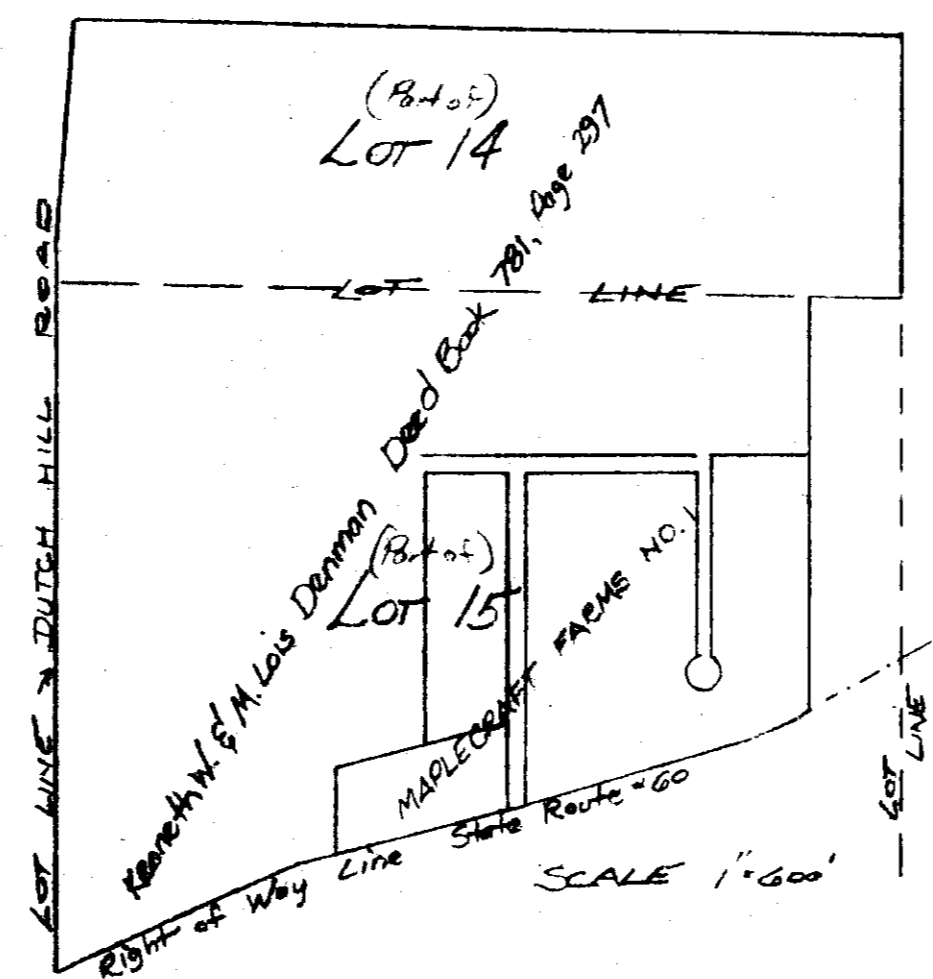 (Part of)
LOT 14
LOT LINE
LOT LINE & DUTCH HILL ROAD
Kenneth W. & M. Lois Denman Deed Book 781, Page 297
(Part of)
LOT 15
MAPLECRAFT FARMS NO. 1
Right of Way Line State Route #60
LOT LINE
SCALE 1"=600'